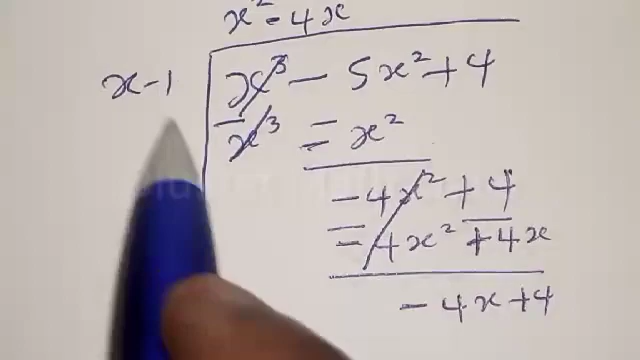 x² - 4x
x - 1 x³ - 5x² + 4
x³ - x²
- 4x² + 4
- 4x² + 4x
- 4x + 4